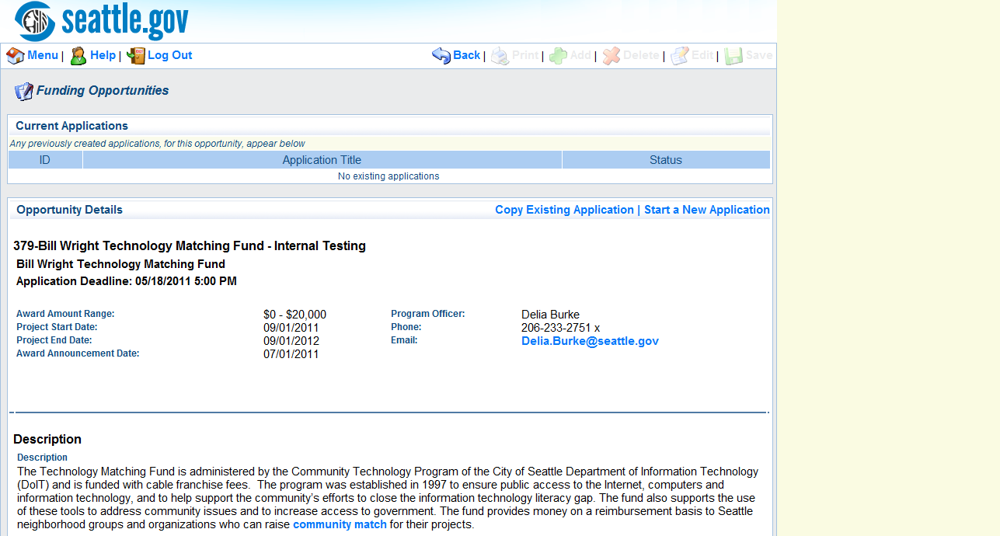 seattle.gov
Menu | Help | Log Out Back | Print | Add | Delete | Edit | Save
Funding Opportunities
Current Applications
Any previously created applications, for this opportunity, appear below
ID Application Title Status
No existing applications
Opportunity Details Copy Existing Application | Start a New Application
379-Bill Wright Technology Matching Fund - Internal Testing
Bill Wright Technology Matching Fund
Application Deadline: 05/18/2011 5:00 PM
Award Amount Range: $0 - $20,000 Program Officer: Delia Burke
Project Start Date: 09/01/2011 Phone: 206-233-2751 x
Project End Date: 09/01/2012 Email: Delia.Burke@seattle.gov
Award Announcement Date: 07/01/2011
Description
Description
The Technology Matching Fund is administered by the Community Technology Program of the City of Seattle Department of Information Technology
(DoIT) and is funded with cable franchise fees.  The program was established in 1997 to ensure public access to the Internet, computers and
information technology, and to help support the community's efforts to close the information technology literacy gap. The fund also supports the use
of these tools to address community issues and to increase access to government. The fund provides money on a reimbursement basis to Seattle
neighborhood groups and organizations who can raise community match for their projects.